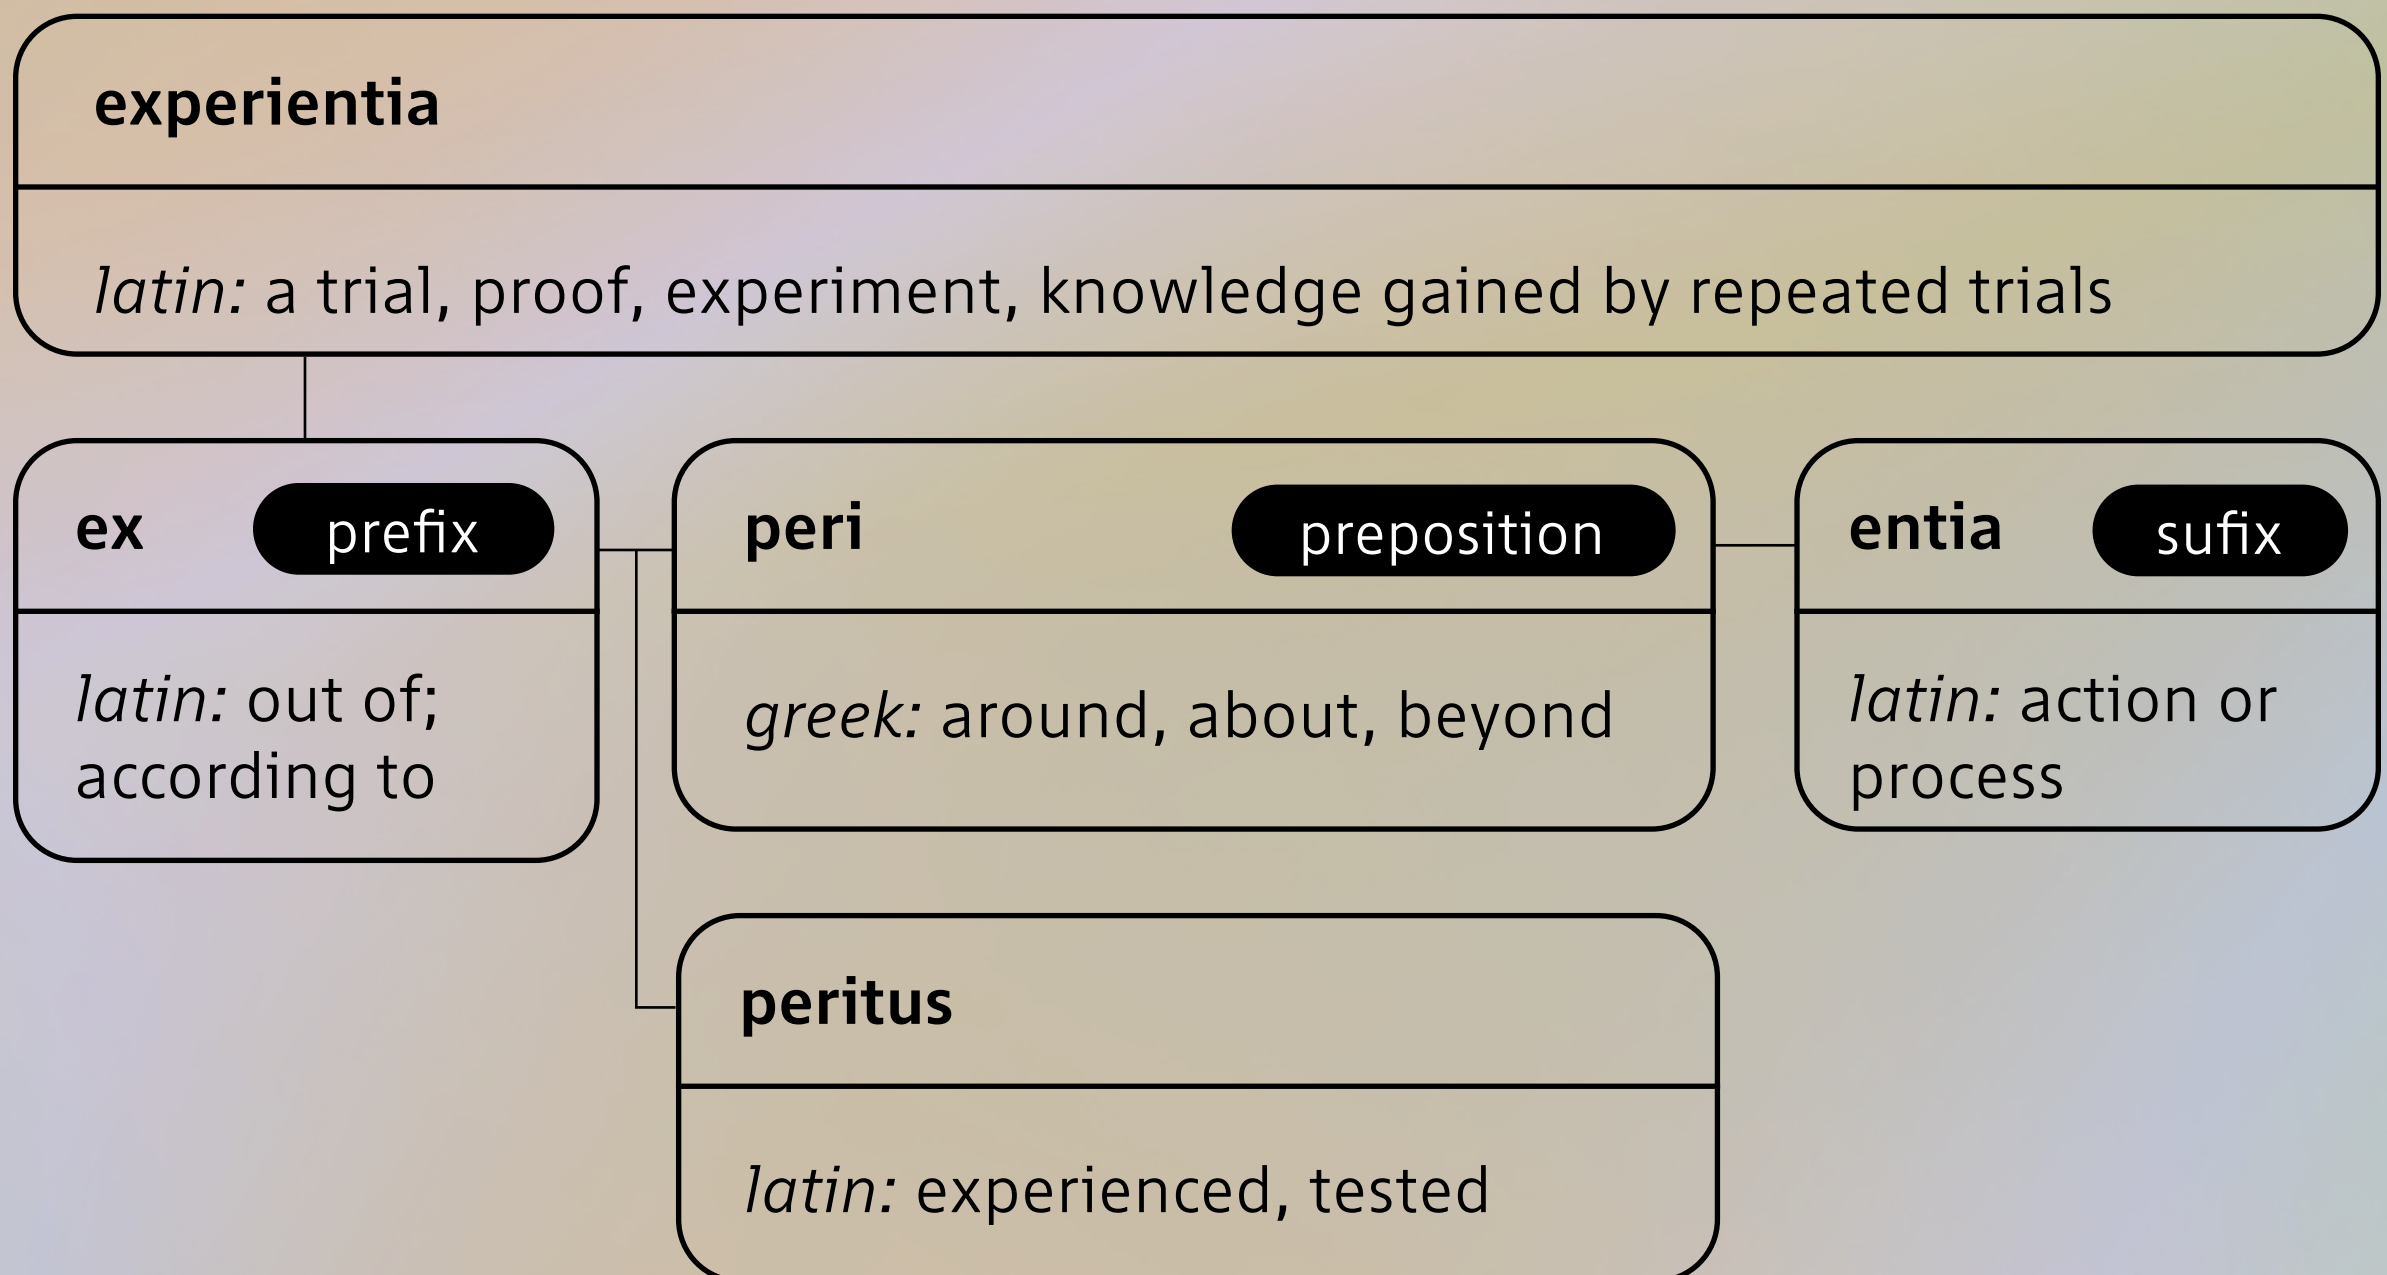 experientia
latin: a trial, proof, experiment, knowledge gained by repeated trials
ex prefix
latin: out of;
according to
peri preposition
greek: around, about, beyond
entia sufix
latin: action or
process
peritus
latin: experienced, tested